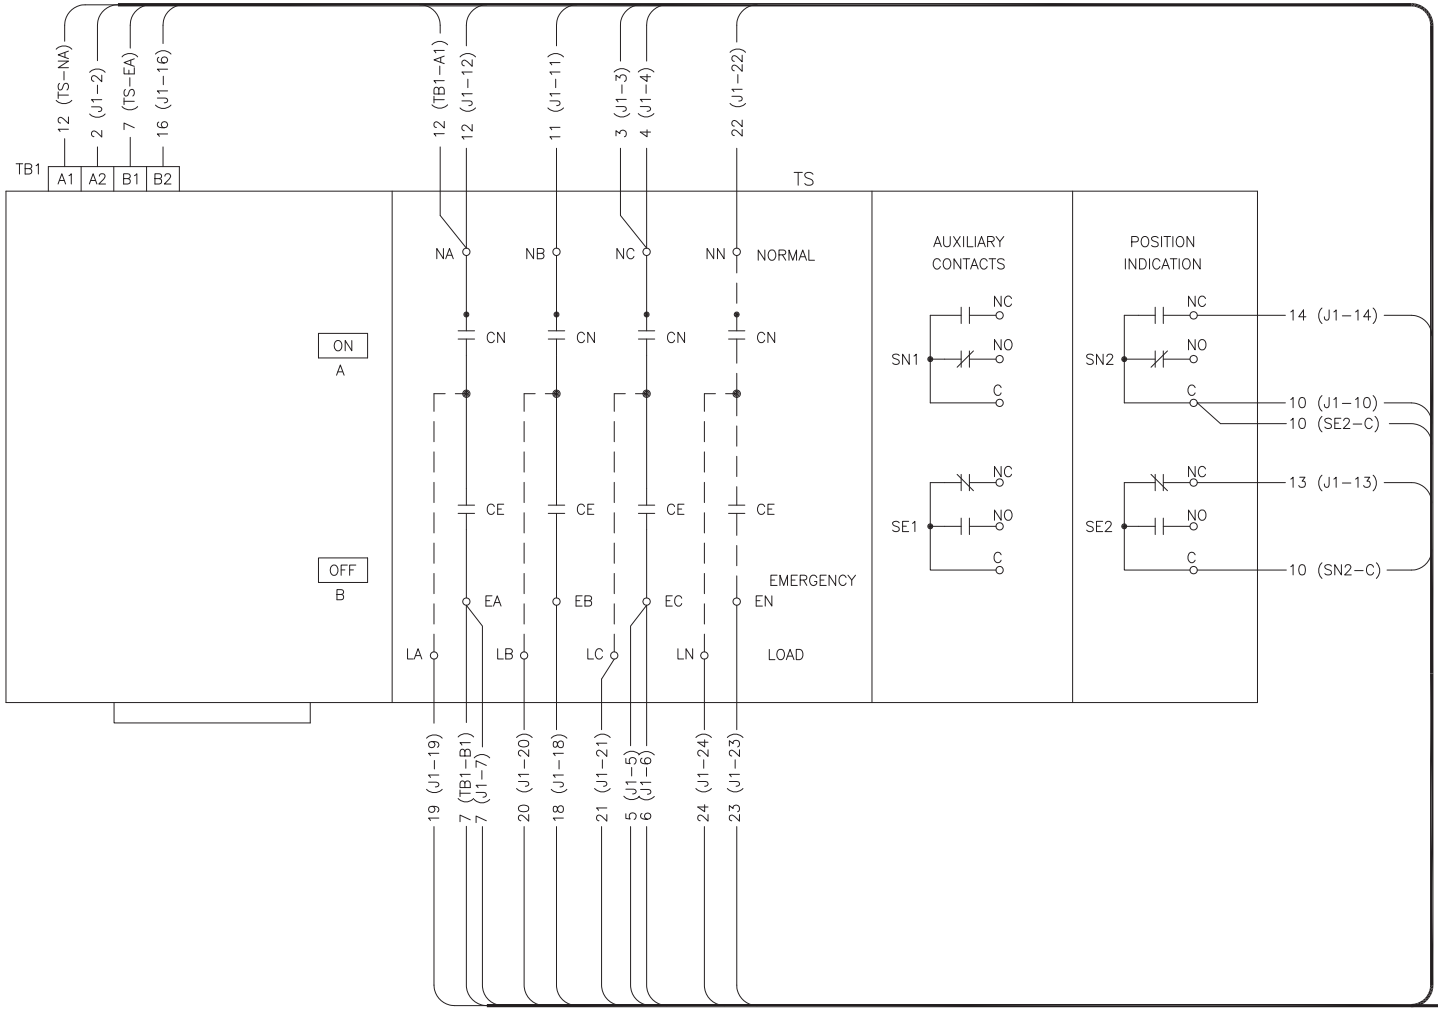 12 (TS-NA)
2 (J1-2)
7 (TS-EA)
16 (J1-16)
12 (TB1-A1)
12 (J1-12)
11 (J1-11)
3 (J1-3)
4 (J1-4)
22 (J1-22)
TB1
A1 A2 B1 B2
TS
NA NB NC NN NORMAL
AUXILIARY
CONTACTS
POSITION
INDICATION
CN CN CN CN
ON
A
SN1
NC
NO
C
SN2
NC
NO
C
14 (J1-14)
10 (J1-10)
10 (SE2-C)
CE CE CE CE
SE1
NC
NO
C
SE2
NC
NO
C
13 (J1-13)
10 (SN2-C)
OFF
B
EMERGENCY
EA EB EC EN
LA LB LC LN LOAD
19 (J1-19)
7 (TB1-B1)
7 (J1-7)
20 (J1-20)
18 (J1-18)
21 (J1-21)
5 (J1-5)
6 (J1-6)
24 (J1-24)
23 (J1-23)